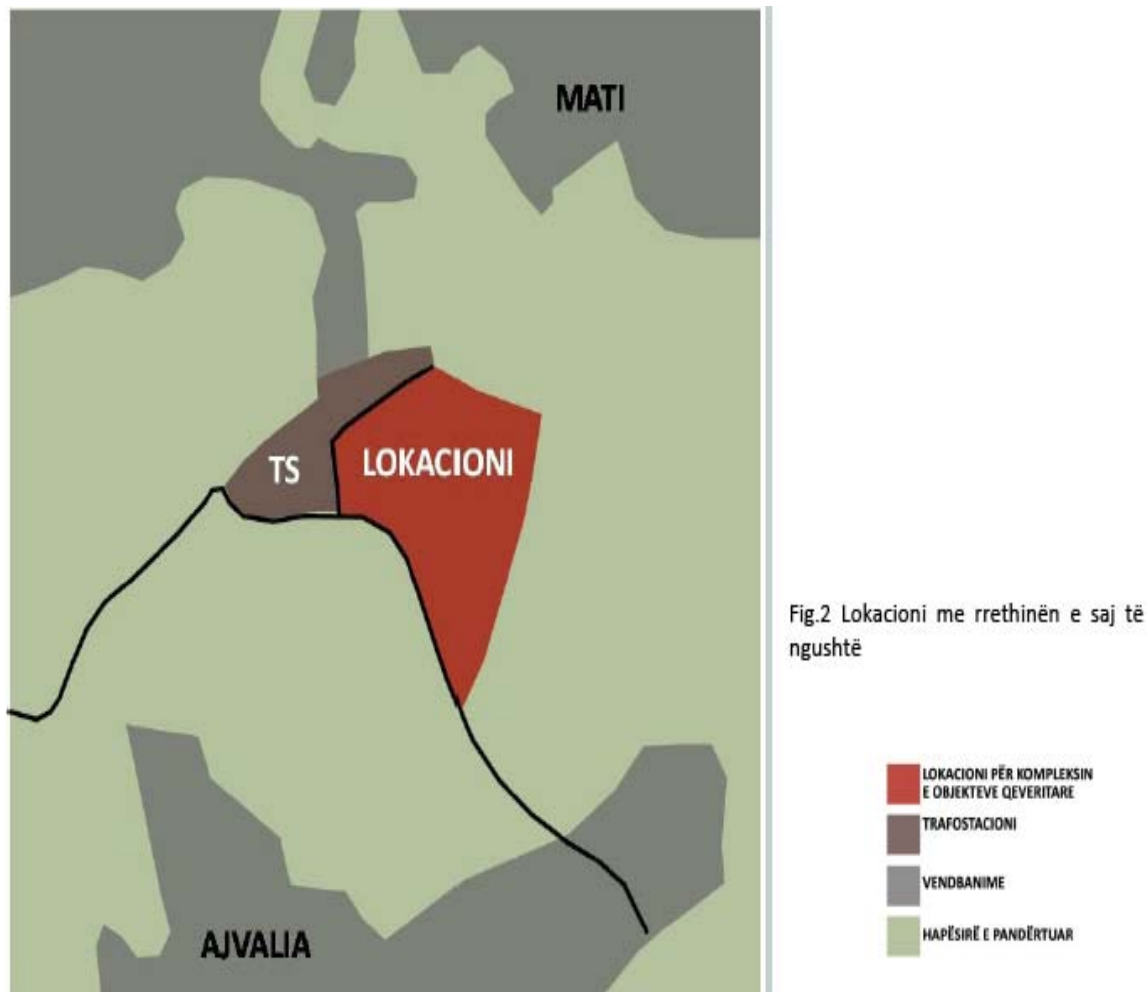 MATI
TS
LOKACIONI
AJVALIA
Fig.2 Lokacioni me rrethinën e saj të
ngushtë
LOKACIONI PËR KOMPLEKSIN
E OBJEKTEVE QEVERITARE
TRAFOSTACIONI
VENDBANIME
HAPËSIRË E PANDËRTUAR